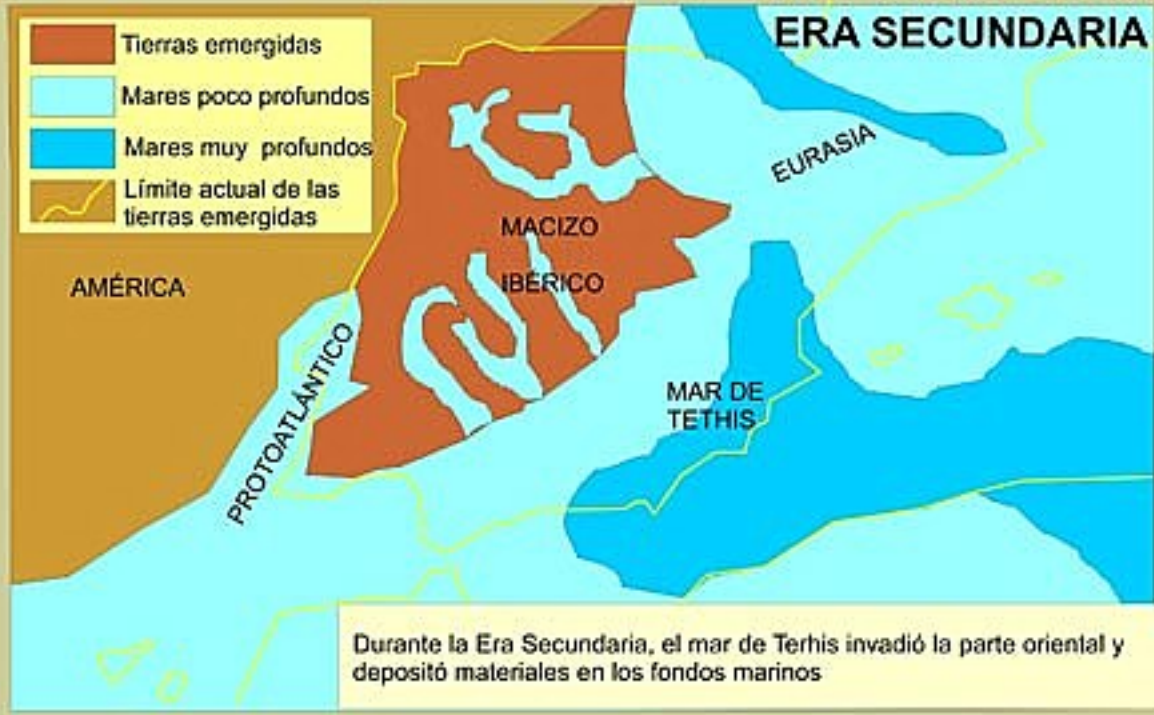 ERA SECUNDARIA
Tierras emergidas
Mares poco profundos
Mares muy profundos
Límite actual de las
tierras emergidas
EURASIA
MACIZO
IBÉRICO
AMÉRICA
PROTOATLÁNTICO
MAR DE
TETHIS
Durante la Era Secundaria, el mar de Terhis invadió la parte oriental y
depositó materiales en los fondos marinos